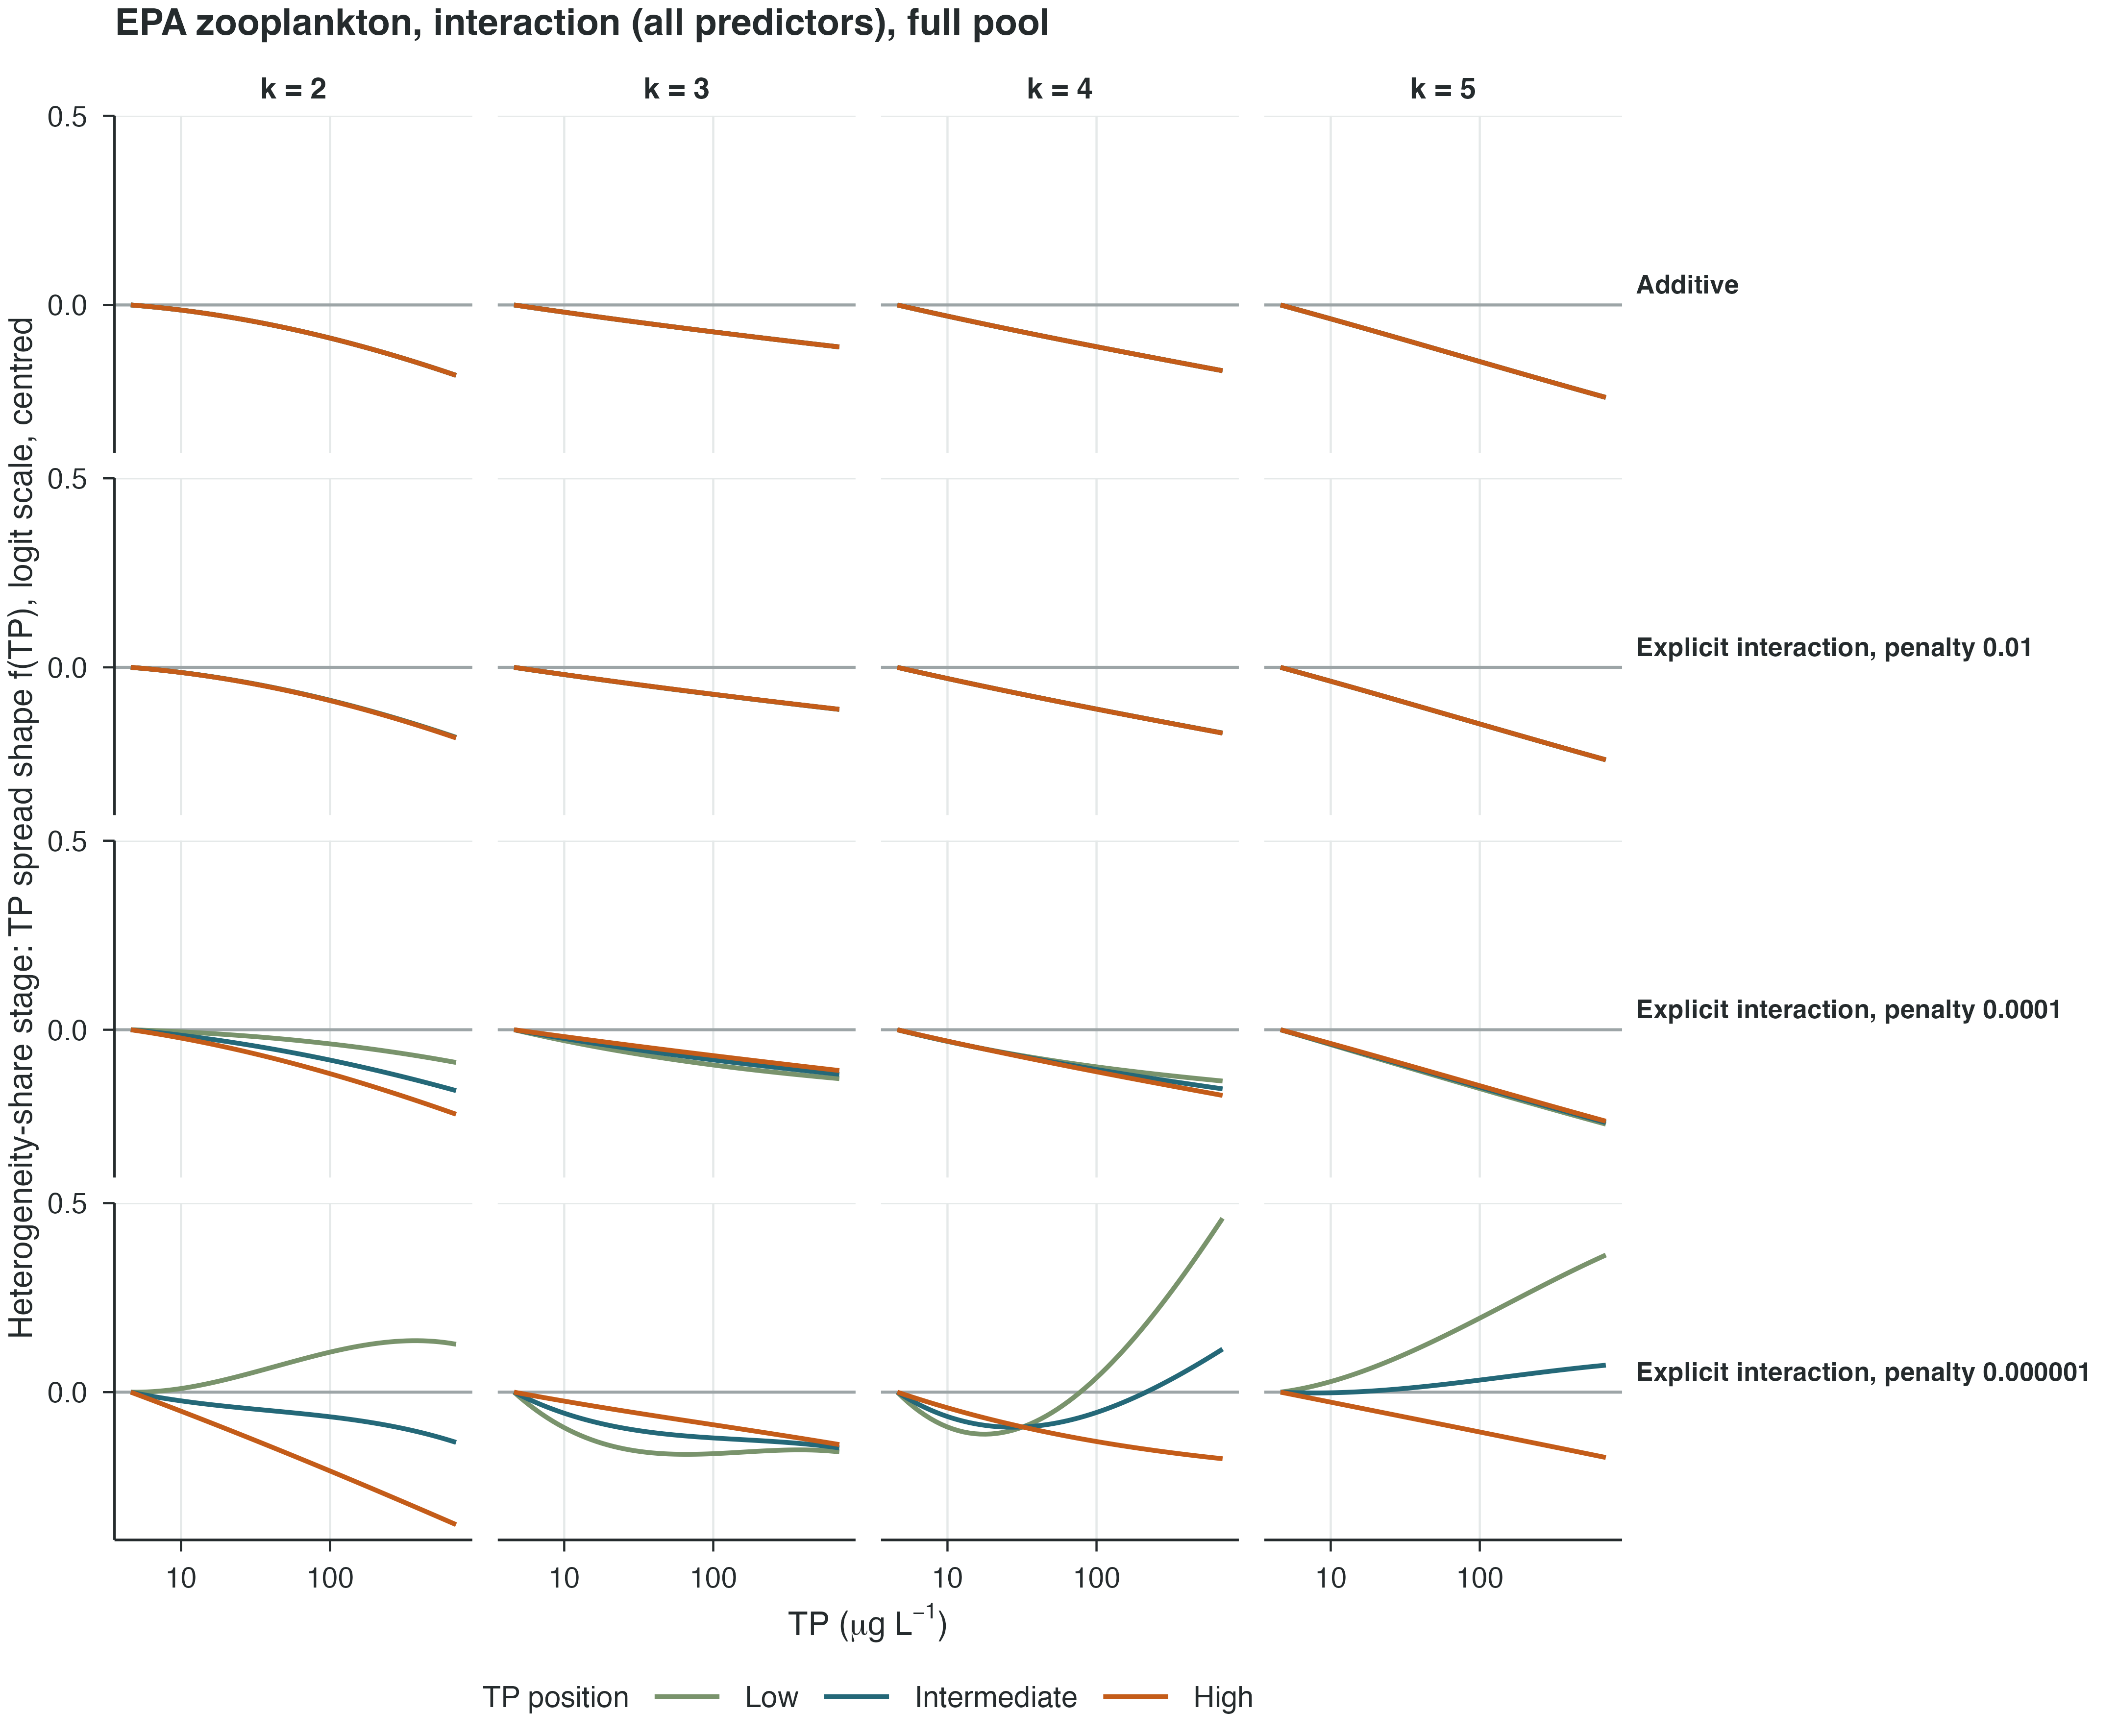 EPA zooplankton, interaction (all predictors), full pool
k = 2 k = 3 k = 4 k = 5
Heterogeneity-share stage: TP spread shape f(TP), logit scale, centred
0.5
0.0
Additive
0.5
0.0
Explicit interaction, penalty 0.01
0.5
0.0
Explicit interaction, penalty 0.0001
0.5
0.0
Explicit interaction, penalty 0.000001
10 100 10 100 10 100 10 100
TP (μg L⁻¹)
TP position Low Intermediate High